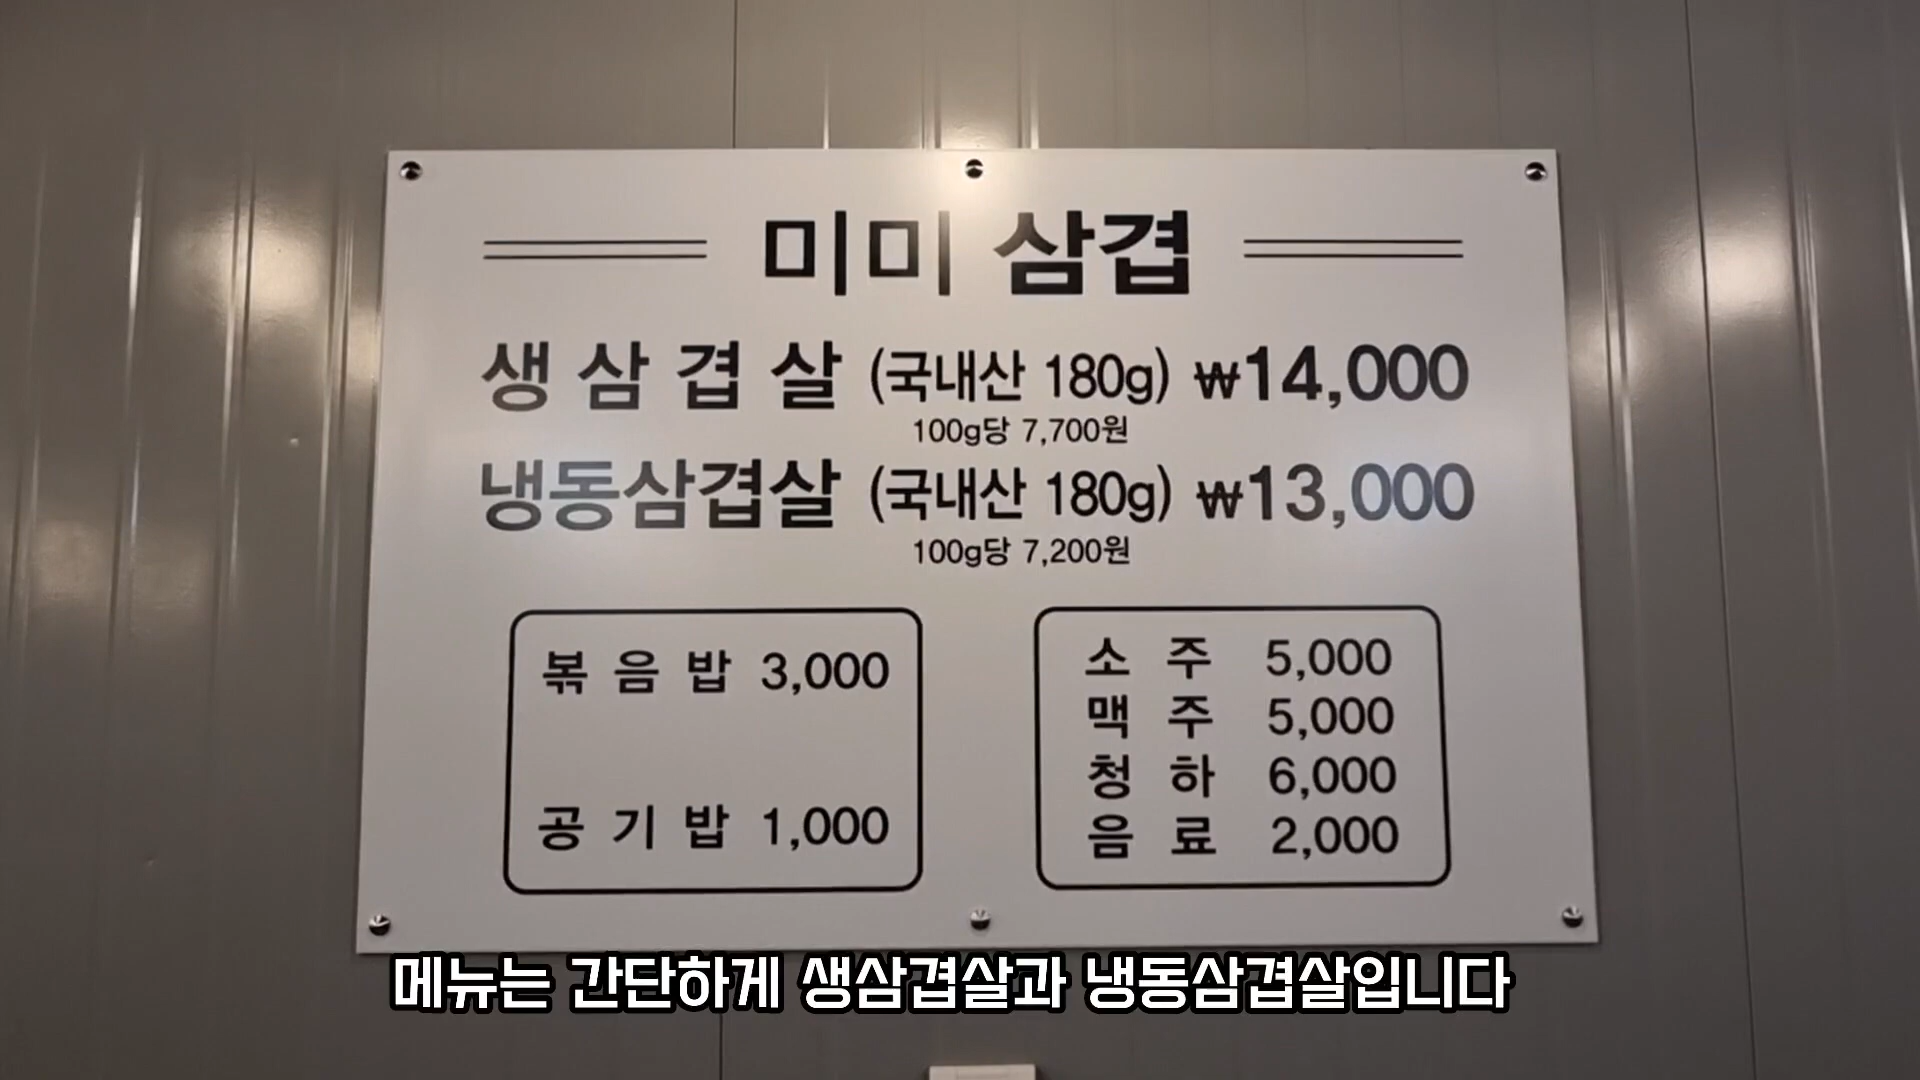 미미 삼겹
생 삼 겹 살 (국내산 180g) ₩14,000
100g당 7,700원
냉동삼겹살 (국내산 180g) ₩13,000
100g당 7,200원
볶 음 밥 3,000
공 기 밥 1,000
소 주 5,000
맥 주 5,000
청 하 6,000
음 료 2,000
메뉴는 간단하게 생삼겹살과 냉동삼겹살입니다